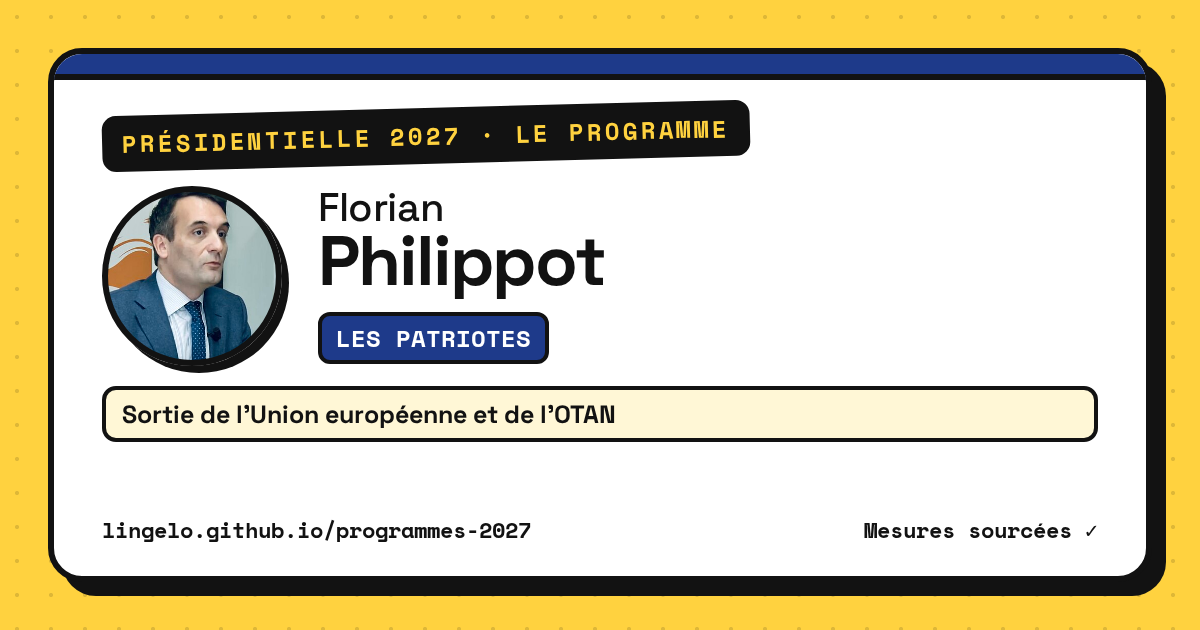 PRÉSIDENTIELLE 2027 · LE PROGRAMME
Florian
Philippot
LES PATRIOTES
Sortie de l’Union européenne et de l’OTAN
lingelo.github.io/programmes-2027
Mesures sourcées ✓